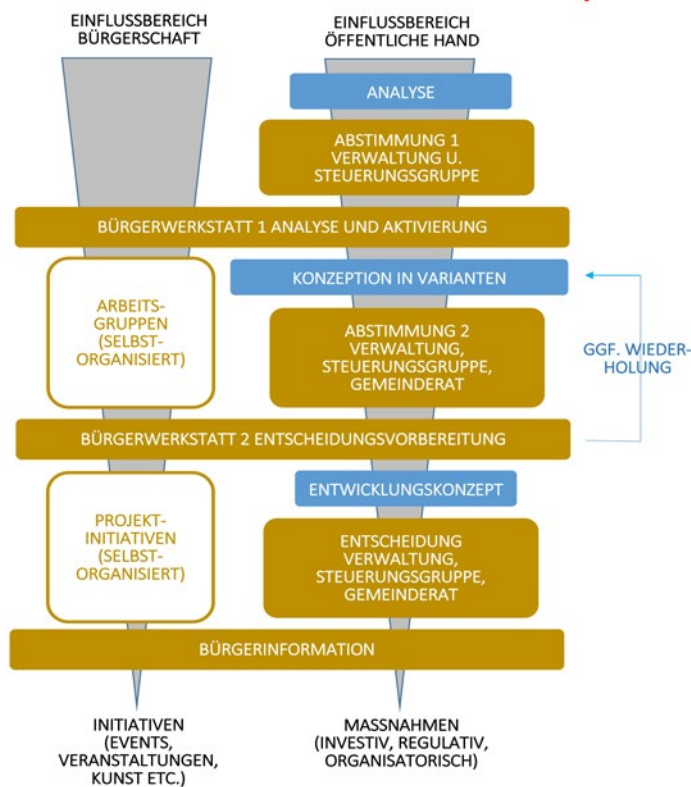 EINFLUSSBEREICH
BÜRGERSCHAFT
EINFLUSSBEREICH
ÖFFENTLICHE HAND
ANALYSE
ABSTIMMUNG 1
VERWALTUNG U.
STEUERUNGSGRUPPE
BÜRGERWERKSTATT 1 ANALYSE UND AKTIVIERUNG
KONZEPTION IN VARIANTEN
ARBEITS-
GRUPPEN
(SELBST-
ORGANISIERT)
ABSTIMMUNG 2
VERWALTUNG,
STEUERUNGSGRUPPE,
GEMEINDERAT
GGF. WIEDER-
HOLUNG
BÜRGERWERKSTATT 2 ENTSCHEIDUNGSVORBEREITUNG
ENTWICKLUNGSKONZEPT
PROJEKT-
INITIATIVEN
(SELBST-
ORGANISIERT)
ENTSCHEIDUNG
VERWALTUNG,
STEUERUNGSGRUPPE,
GEMEINDERAT
BÜRGERINFORMATION
INITIATIVEN
(EVENTS,
VERANSTALTUNGEN,
KUNST ETC.)
MASSNAHMEN
(INVESTIV, REGULATIV,
ORGANISATORISCH)